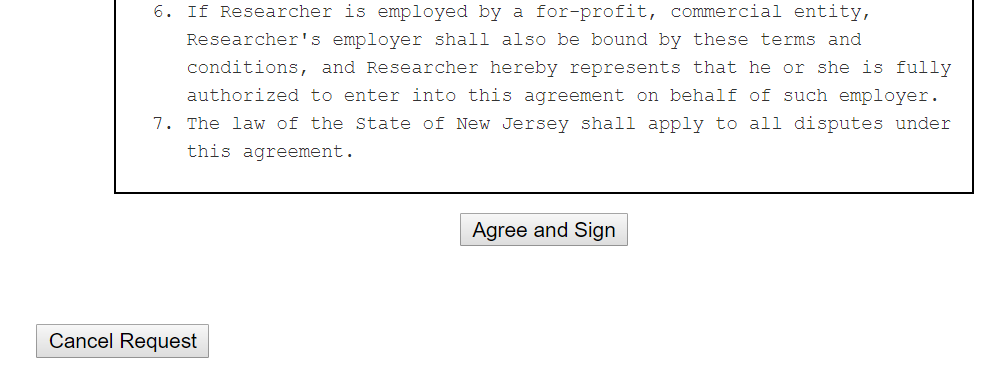 6. If Researcher is employed by a for-profit, commercial entity,
Researcher's employer shall also be bound by these terms and
conditions, and Researcher hereby represents that he or she is fully
authorized to enter into this agreement on behalf of such employer.
7. The law of the State of New Jersey shall apply to all disputes under
this agreement.
Agree and Sign
Cancel Request